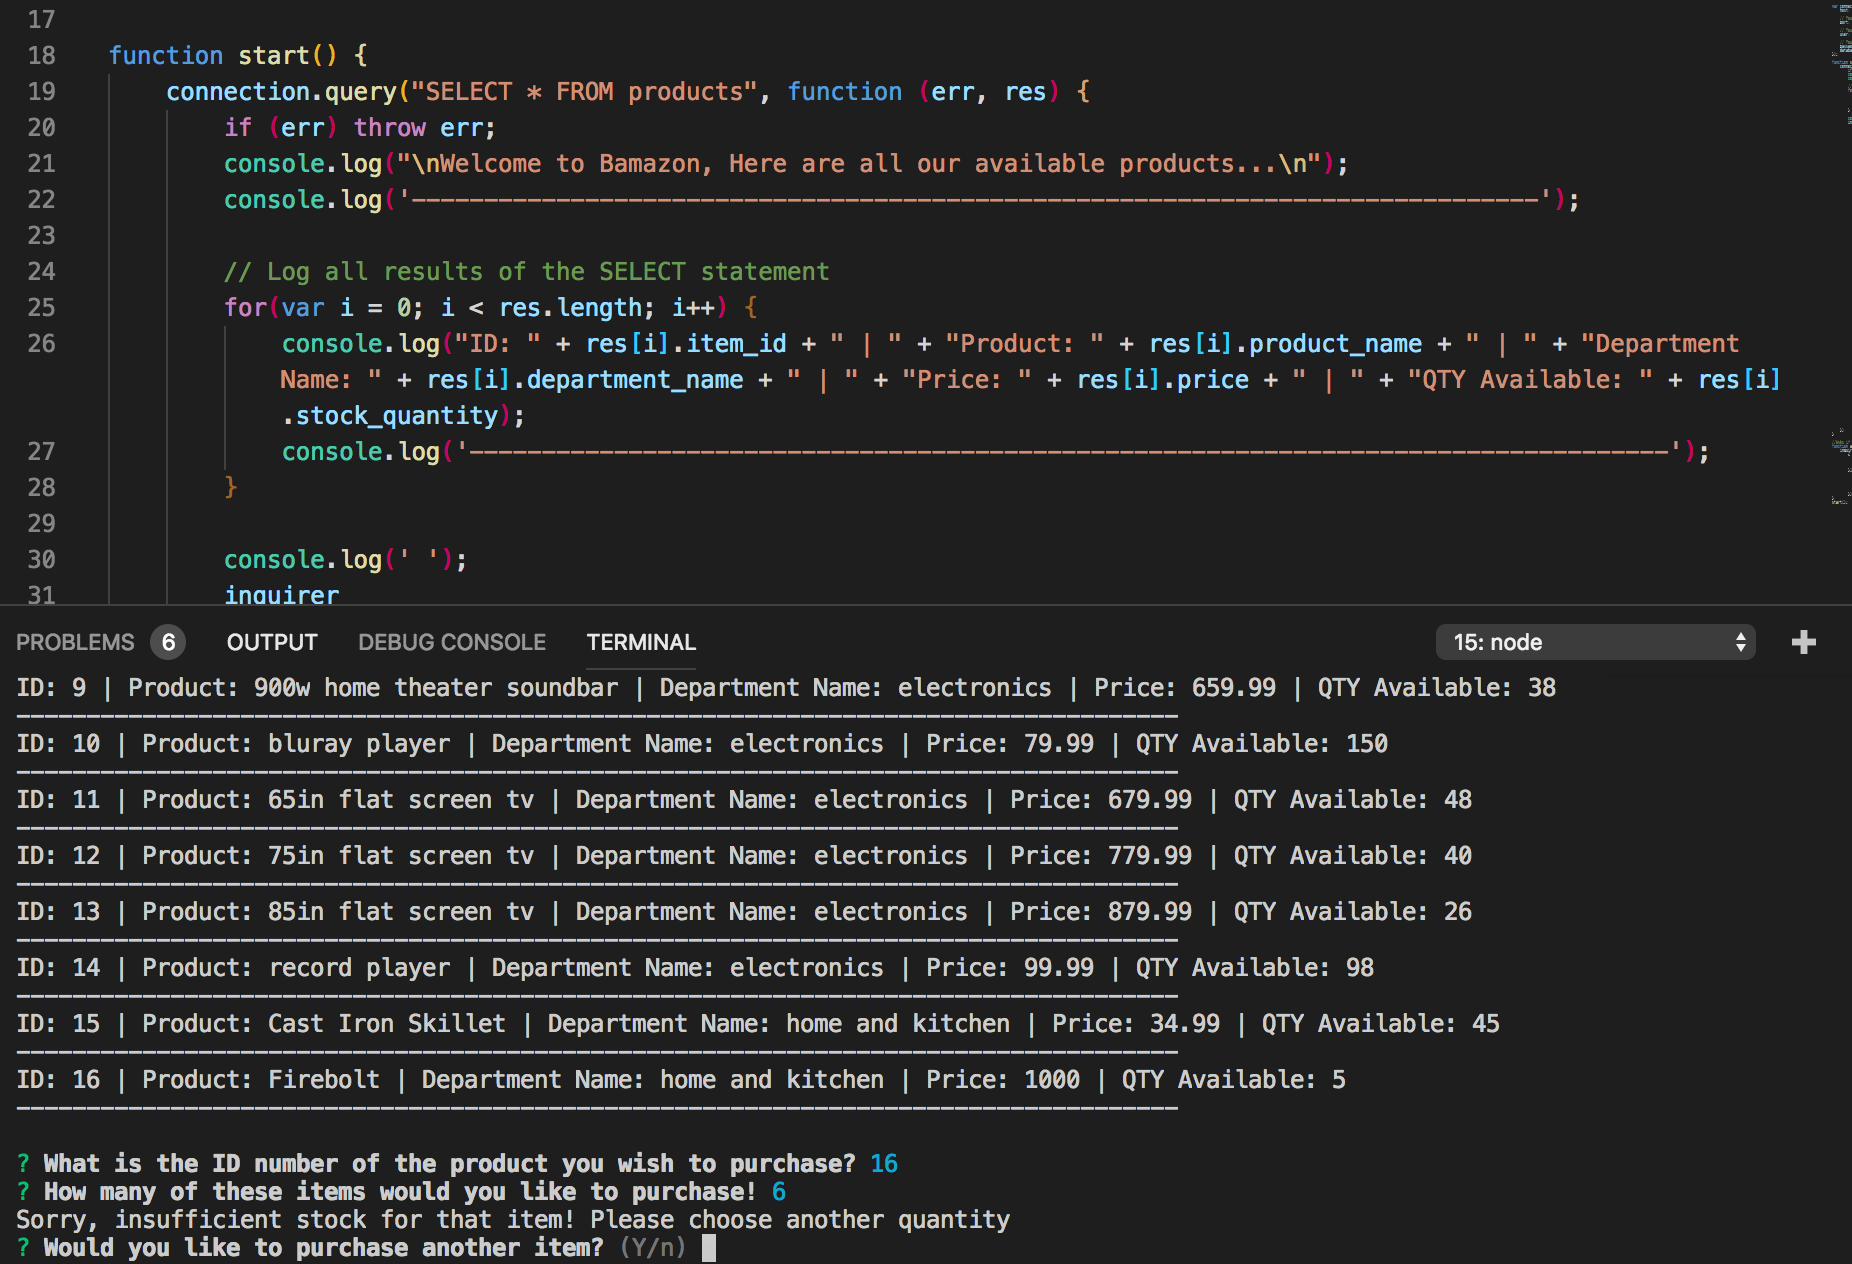 17
18 function start() {
19 connection.query("SELECT * FROM products", function (err, res) {
20 if (err) throw err;
21 console.log("\nWelcome to Bamazon, Here are all our available products...\n");
22 console.log('------------------------------------------------------------------------------');
23
24 // Log all results of the SELECT statement
25 for(var i = 0; i < res.length; i++) {
26 console.log("ID: " + res[i].item_id + " | " + "Product: " + res[i].product_name + " | " + "Department
Name: " + res[i].department_name + " | " + "Price: " + res[i].price + " | " + "QTY Available: " + res[i]
.stock_quantity);
27 console.log('-----------------------------------------------------------------------------------');
28 }
29
30 console.log(' ');
31 inquirer
PROBLEMS 6 OUTPUT DEBUG CONSOLE TERMINAL 15: node
ID: 9 | Product: 900w home theater soundbar | Department Name: electronics | Price: 659.99 | QTY Available: 38
-----------------------------------------------------------------------------------
ID: 10 | Product: bluray player | Department Name: electronics | Price: 79.99 | QTY Available: 150
-----------------------------------------------------------------------------------
ID: 11 | Product: 65in flat screen tv | Department Name: electronics | Price: 679.99 | QTY Available: 48
-----------------------------------------------------------------------------------
ID: 12 | Product: 75in flat screen tv | Department Name: electronics | Price: 779.99 | QTY Available: 40
-----------------------------------------------------------------------------------
ID: 13 | Product: 85in flat screen tv | Department Name: electronics | Price: 879.99 | QTY Available: 26
-----------------------------------------------------------------------------------
ID: 14 | Product: record player | Department Name: electronics | Price: 99.99 | QTY Available: 98
-----------------------------------------------------------------------------------
ID: 15 | Product: Cast Iron Skillet | Department Name: home and kitchen | Price: 34.99 | QTY Available: 45
-----------------------------------------------------------------------------------
ID: 16 | Product: Firebolt | Department Name: home and kitchen | Price: 1000 | QTY Available: 5
-----------------------------------------------------------------------------------
? What is the ID number of the product you wish to purchase? 16
? How many of these items would you like to purchase! 6
Sorry, insufficient stock for that item! Please choose another quantity
? Would you like to purchase another item? (Y/n)